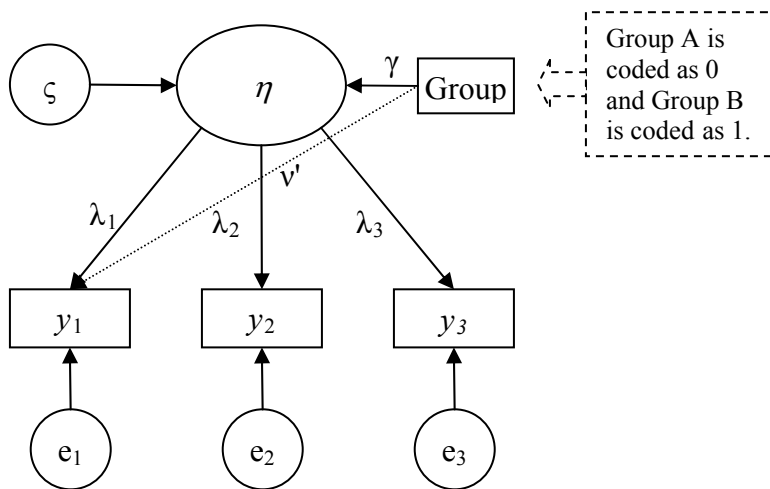 ς
η
γ
Group
Group A is
coded as 0
and Group B
is coded as 1.
ν'
λ1
λ2
λ3
y1
y2
y3
e1
e2
e3